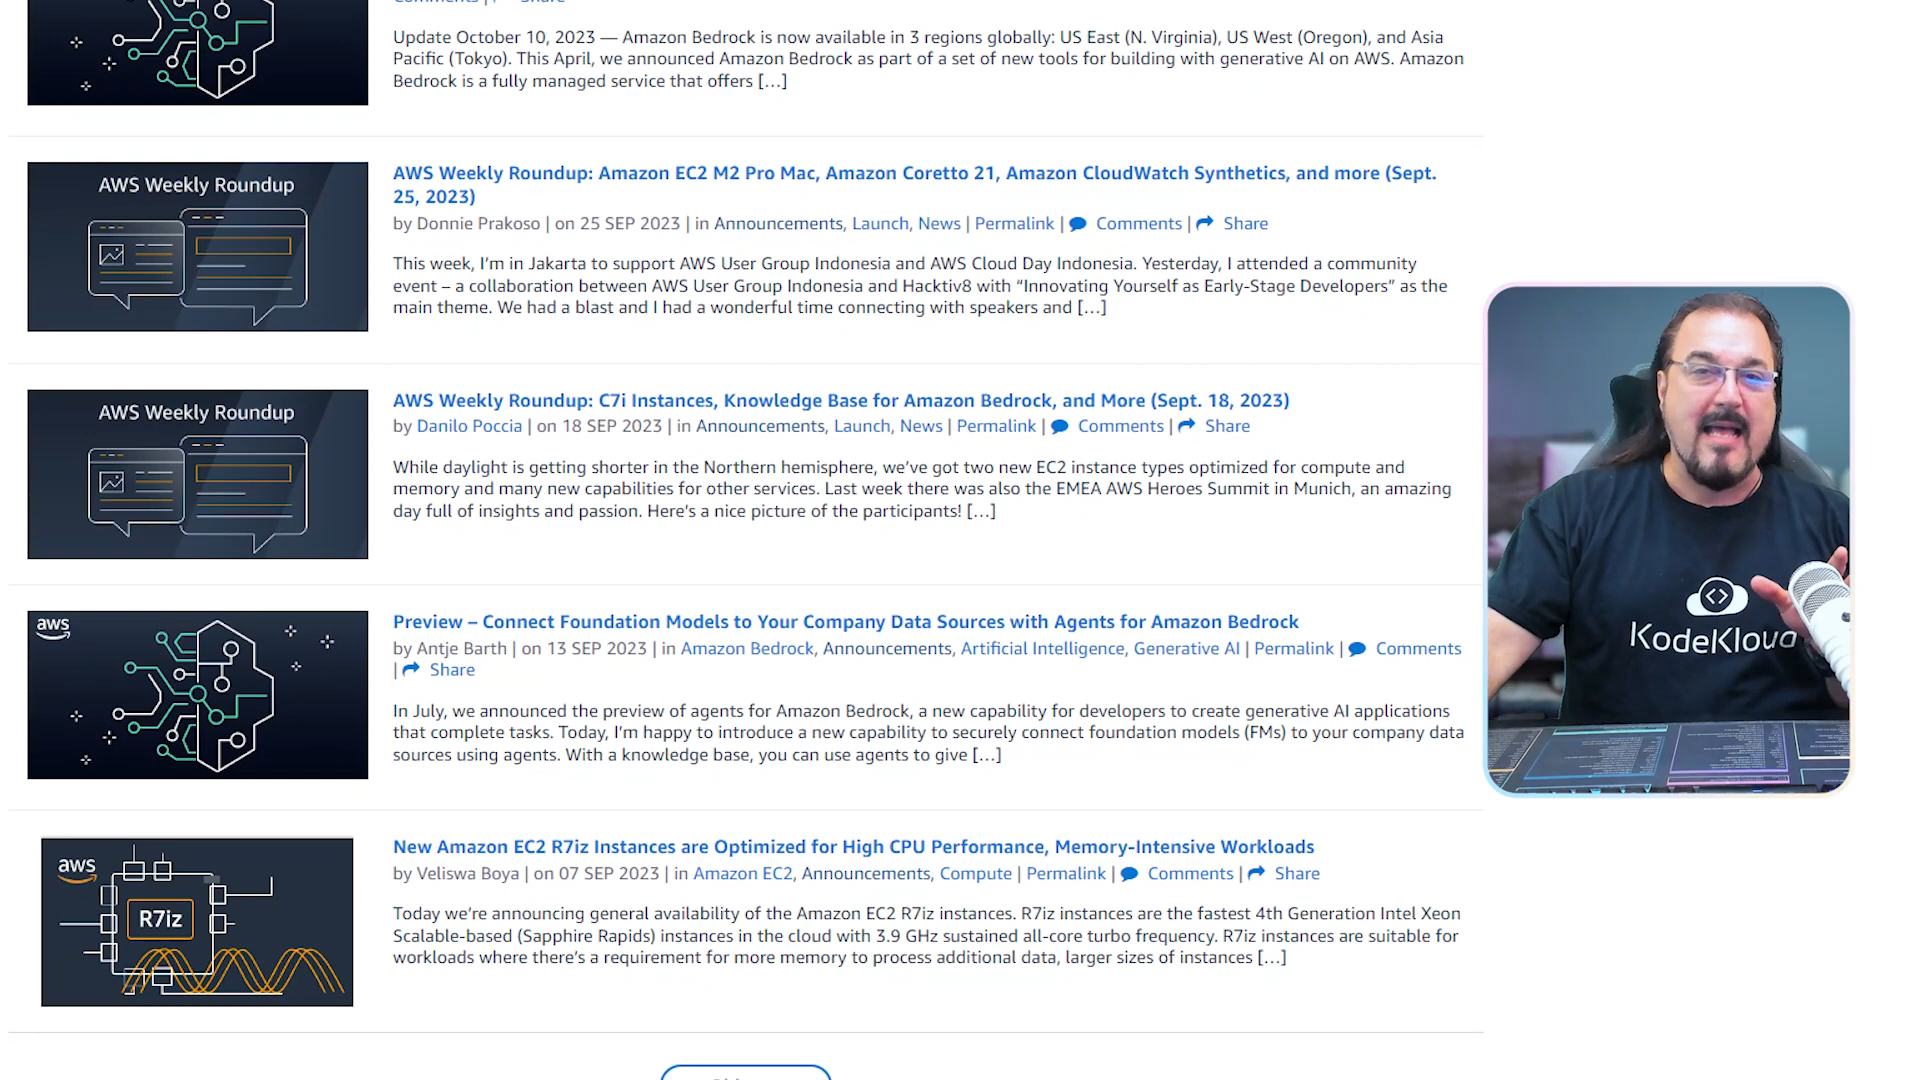 Comments | Share
Update October 10, 2023 — Amazon Bedrock is now available in 3 regions globally: US East (N. Virginia), US West (Oregon), and Asia
Pacific (Tokyo). This April, we announced Amazon Bedrock as part of a set of new tools for building with generative AI on AWS. Amazon
Bedrock is a fully managed service that offers […]
AWS Weekly Roundup
AWS Weekly Roundup: Amazon EC2 M2 Pro Mac, Amazon Coretto 21, Amazon CloudWatch Synthetics, and more (Sept.
25, 2023)
by Donnie Prakoso | on 25 SEP 2023 | in Announcements, Launch, News | Permalink | Comments | Share
This week, I’m in Jakarta to support AWS User Group Indonesia and AWS Cloud Day Indonesia. Yesterday, I attended a community
event – a collaboration between AWS User Group Indonesia and Hacktiv8 with “Innovating Yourself as Early-Stage Developers” as the
main theme. We had a blast and I had a wonderful time connecting with speakers and […]
AWS Weekly Roundup
AWS Weekly Roundup: C7i Instances, Knowledge Base for Amazon Bedrock, and More (Sept. 18, 2023)
by Danilo Poccia | on 18 SEP 2023 | in Announcements, Launch, News | Permalink | Comments | Share
While daylight is getting shorter in the Northern hemisphere, we’ve got two new EC2 instance types optimized for compute and
memory and many new capabilities for other services. Last week there was also the EMEA AWS Heroes Summit in Munich, an amazing
day full of insights and passion. Here’s a nice picture of the participants! […]
aws
Preview – Connect Foundation Models to Your Company Data Sources with Agents for Amazon Bedrock
by Antje Barth | on 13 SEP 2023 | in Amazon Bedrock, Announcements, Artificial Intelligence, Generative AI | Permalink | Comments
| Share
In July, we announced the preview of agents for Amazon Bedrock, a new capability for developers to create generative AI applications
that complete tasks. Today, I’m happy to introduce a new capability to securely connect foundation models (FMs) to your company data
sources using agents. With a knowledge base, you can use agents to give […]
aws
R7iz
New Amazon EC2 R7iz Instances are Optimized for High CPU Performance, Memory-Intensive Workloads
by Veliswa Boya | on 07 SEP 2023 | in Amazon EC2, Announcements, Compute | Permalink | Comments | Share
Today we’re announcing general availability of the Amazon EC2 R7iz instances. R7iz instances are the fastest 4th Generation Intel Xeon
Scalable-based (Sapphire Rapids) instances in the cloud with 3.9 GHz sustained all-core turbo frequency. R7iz instances are suitable for
workloads where there’s a requirement for more memory to process additional data, larger sizes of instances […]
KodeKloud